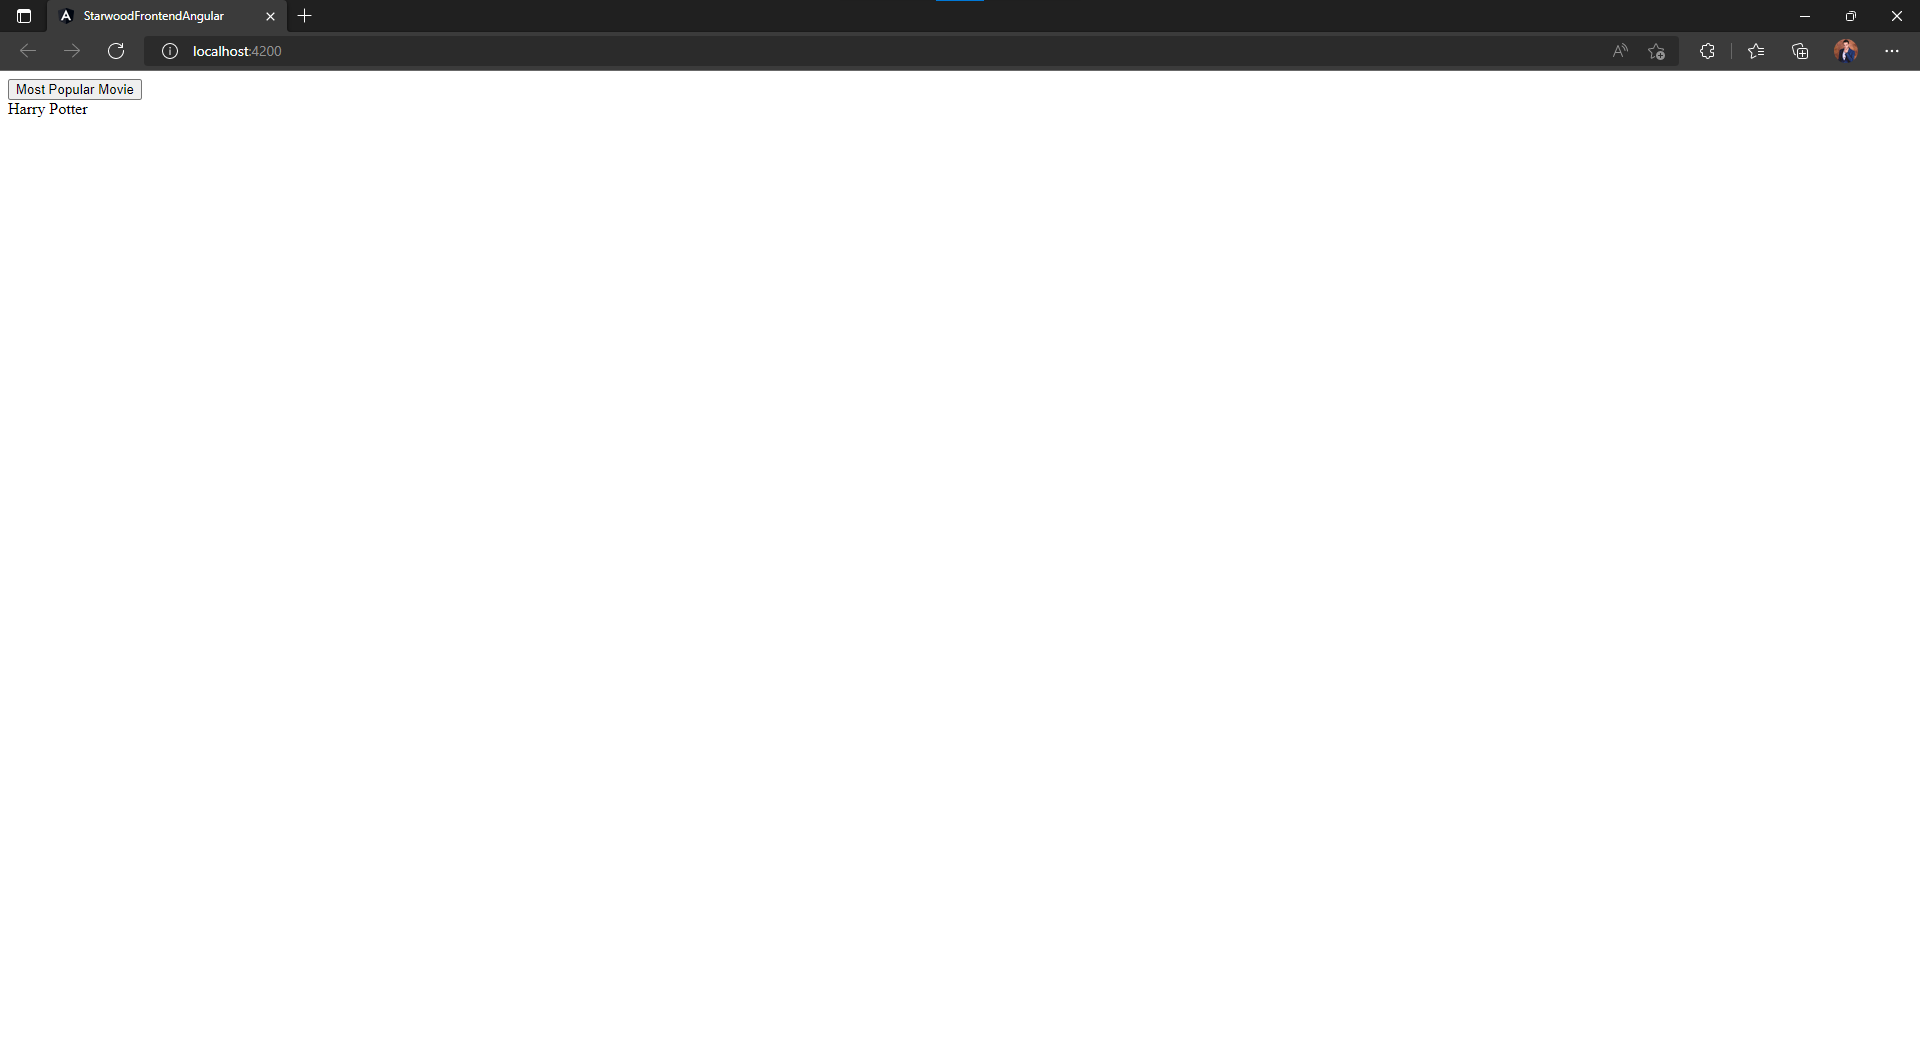 StarwoodFrontendAngular
localhost:4200
Most Popular Movie
Harry Potter